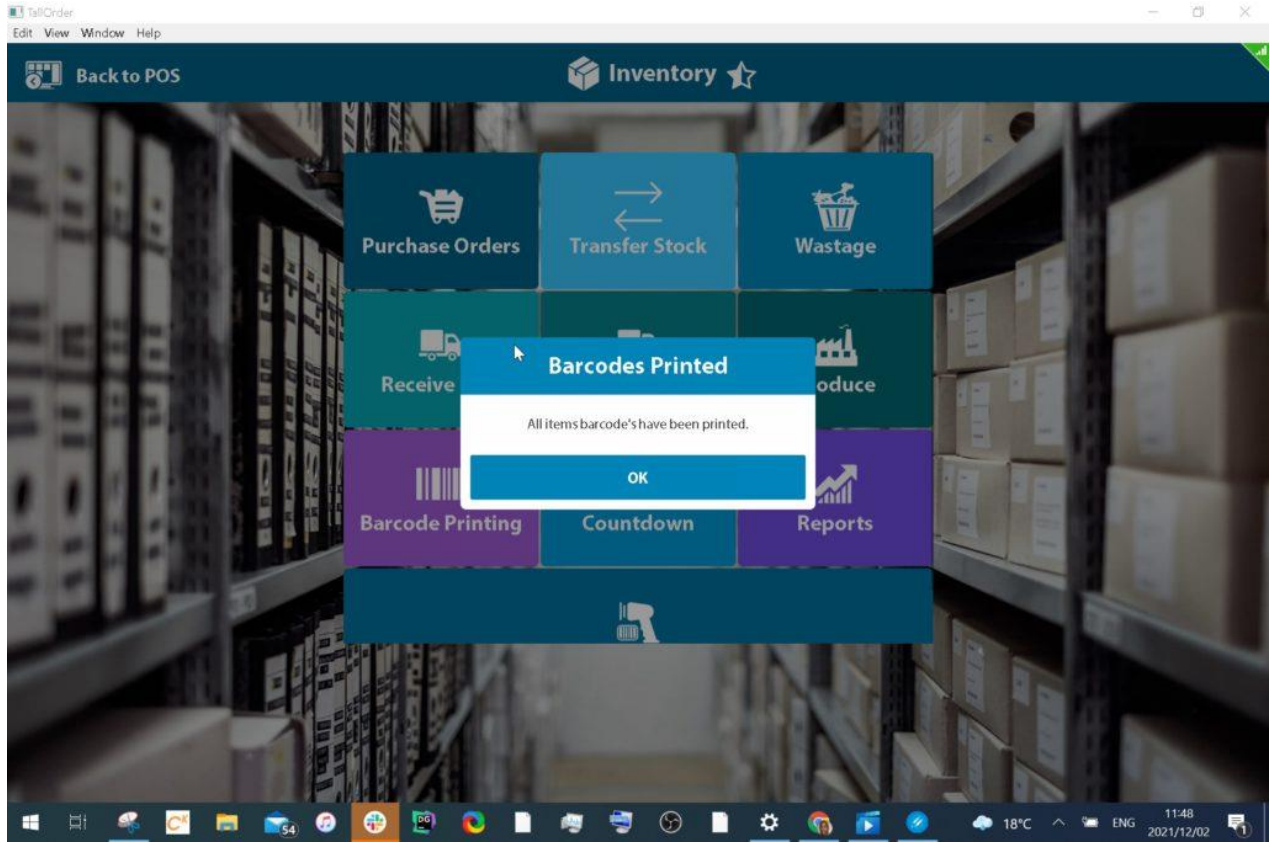 TallOrder
Edit View Window Help
Back to POS
Inventory
Purchase Orders
Transfer Stock
Wastage
Receive
oduce
Barcodes Printed
All items barcode's have been printed.
OK
Barcode Printing
Countdown
Reports
54
18°C
ENG
11:48
2021/12/02
1